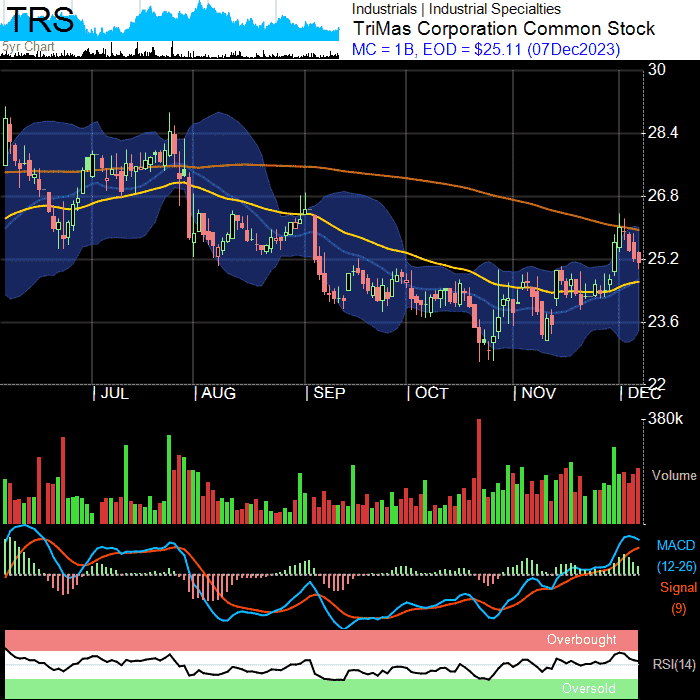 TRS
5yr Chart
Industrials | Industrial Specialties
TriMas Corporation Common Stock
MC = 1B, EOD = $25.11 (07Dec2023)
30
28.4
26.8
25.2
23.6
22
JUL AUG SEP OCT NOV DEC
380k
Volume
MACD
(12-26)
Signal
(9)
Overbought
RSI(14)
Oversold